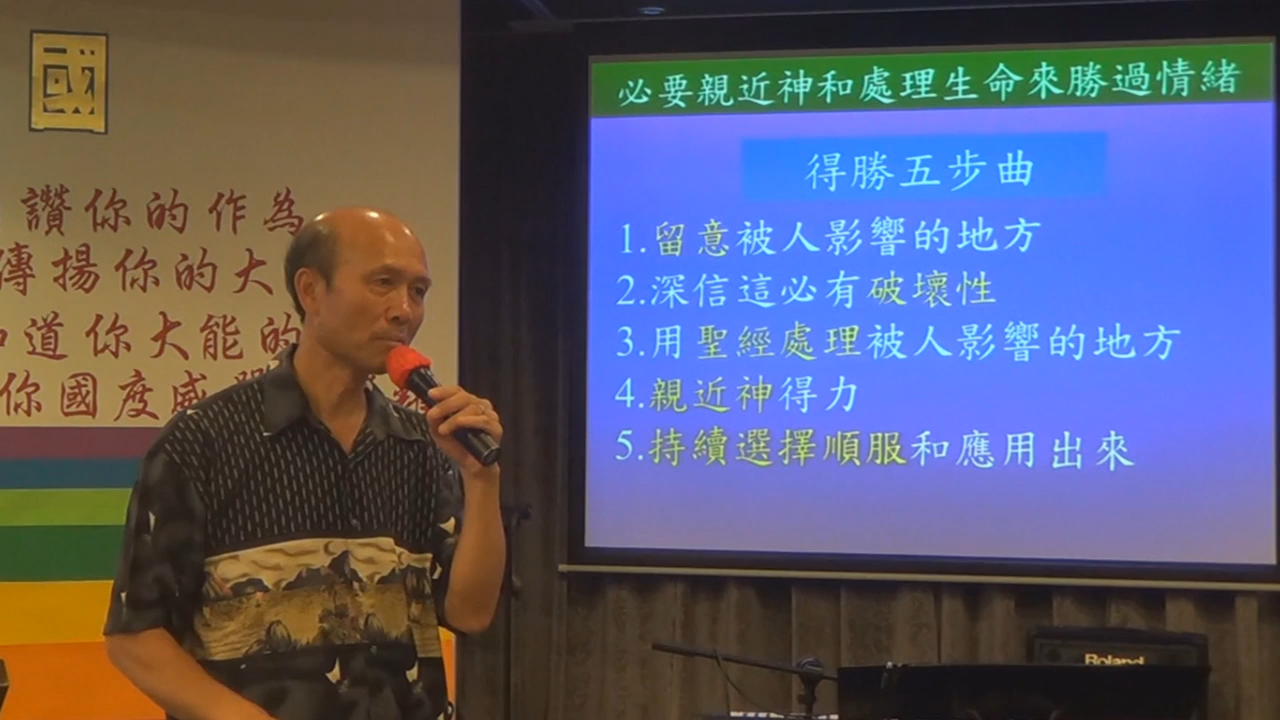 國
讚你的作為
傳揚你的大
道你大能的
你國度威
必要親近神和處理生命來勝過情緒
得勝五步曲
1.留意被人影響的地方
2.深信這必有破壞性
3.用聖經處理被人影響的地方
4.親近神得力
5.持續選擇順服和應用出來
Roland